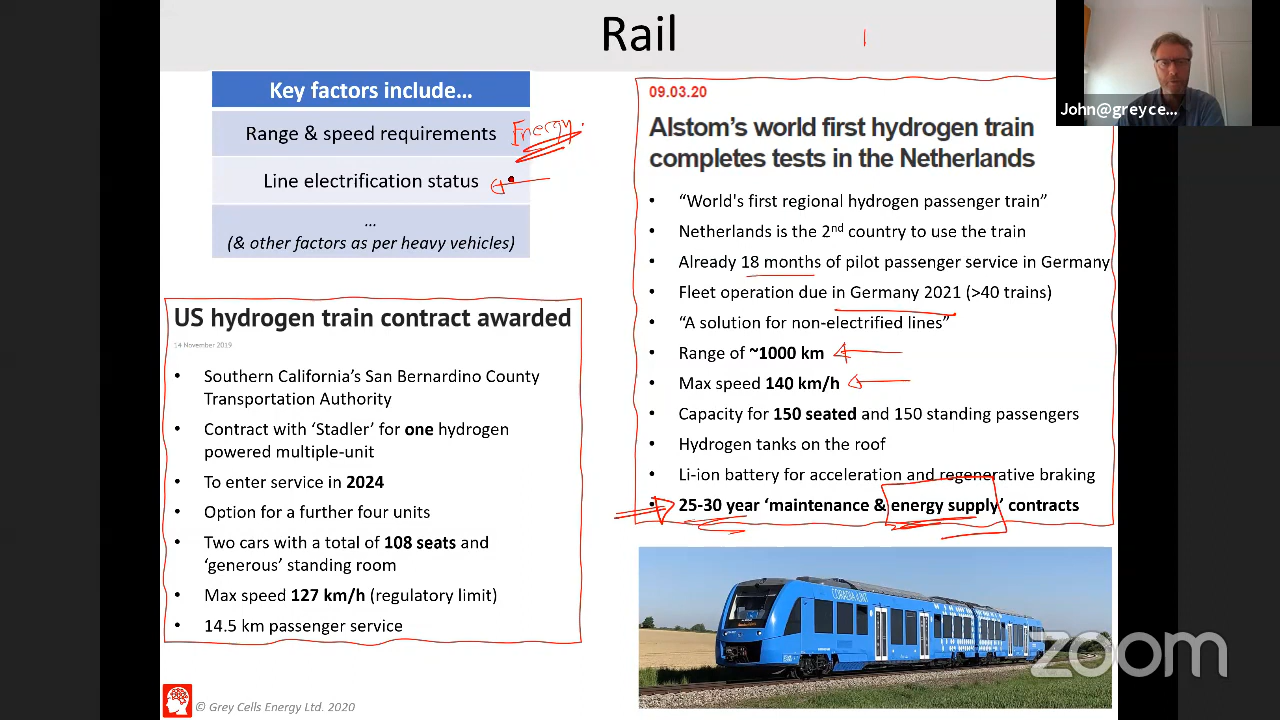 Rail
John@greyce...
Key factors include...
Range & speed requirements Energy.
Line electrification status
...
(& other factors as per heavy vehicles)
US hydrogen train contract awarded
14 November 2019
• Southern California's San Bernardino County
Transportation Authority
• Contract with 'Stadler' for one hydrogen
powered multiple-unit
• To enter service in 2024
• Option for a further four units
• Two cars with a total of 108 seats and
'generous' standing room
• Max speed 127 km/h (regulatory limit)
• 14.5 km passenger service
09.03.20
Alstom's world first hydrogen train
completes tests in the Netherlands
• "World's first regional hydrogen passenger train"
• Netherlands is the 2nd country to use the train
• Already 18 months of pilot passenger service in Germany
• Fleet operation due in Germany 2021 (>40 trains)
• "A solution for non-electrified lines"
• Range of ~1000 km
• Max speed 140 km/h
• Capacity for 150 seated and 150 standing passengers
• Hydrogen tanks on the roof
• Li-ion battery for acceleration and regenerative braking
• 25-30 year 'maintenance & energy supply' contracts
CORADIA iLINT
zoom
© Grey Cells Energy Ltd. 2020